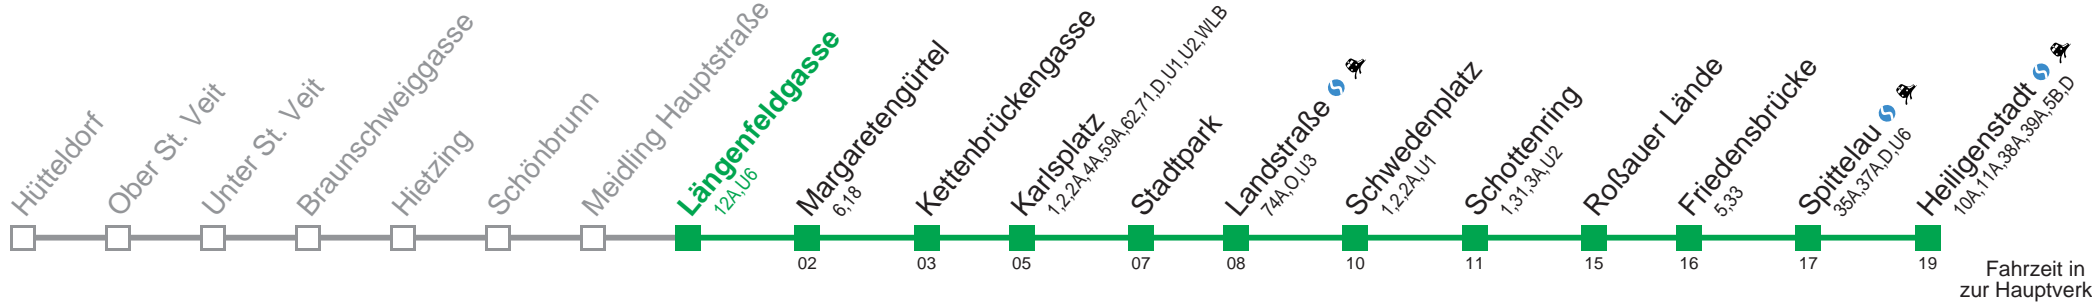 Hütteldorf
Ober St. Veit
Unter St. Veit
Braunschweiggasse
Hietzing
Schönbrunn
Meidling Hauptstraße
Längenfeldgasse
12A,U6
Margaretengürtel
6,18
Kettenbrückengasse
Karlsplatz
1,2,2A,4A,59A,62,71,D,U1,U2,WLB
Stadtpark
Landstraße
74A,O,U3
Schwedenplatz
1,2,2A,U1
Schottenring
1,31,3A,U2
Roßauer Lände
Friedensbrücke
5,33
Spittelau
35A,37A,D,U6
Heiligenstadt
10A,11A,38A,39A,5B,D
02
03
05
07
08
10
11
15
16
17
19
Fahrzeit in
zur Hauptverk